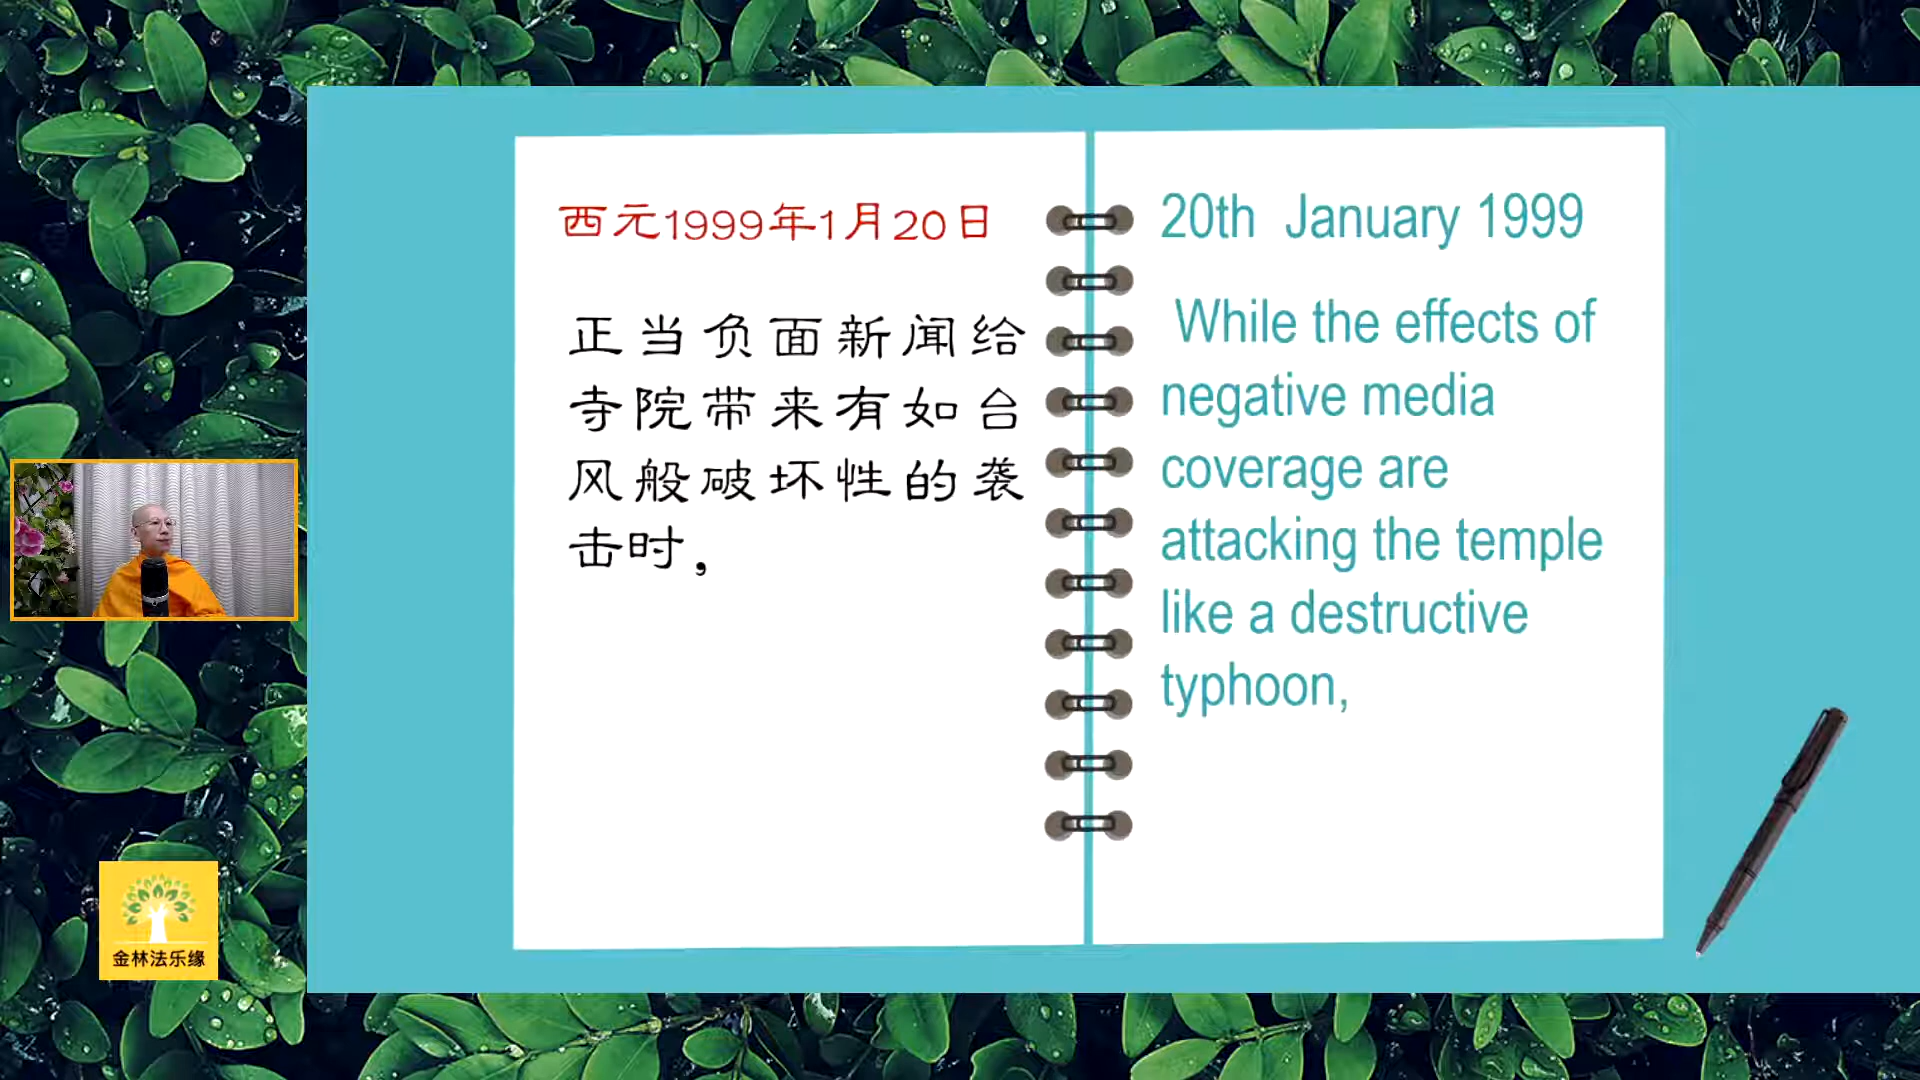 西元1999年1月20日
正当负面新闻给
寺院带来有如台
风般破坏性的袭
击时，
20th January 1999
While the effects of
negative media
coverage are
attacking the temple
like a destructive
typhoon,
金林法乐缘